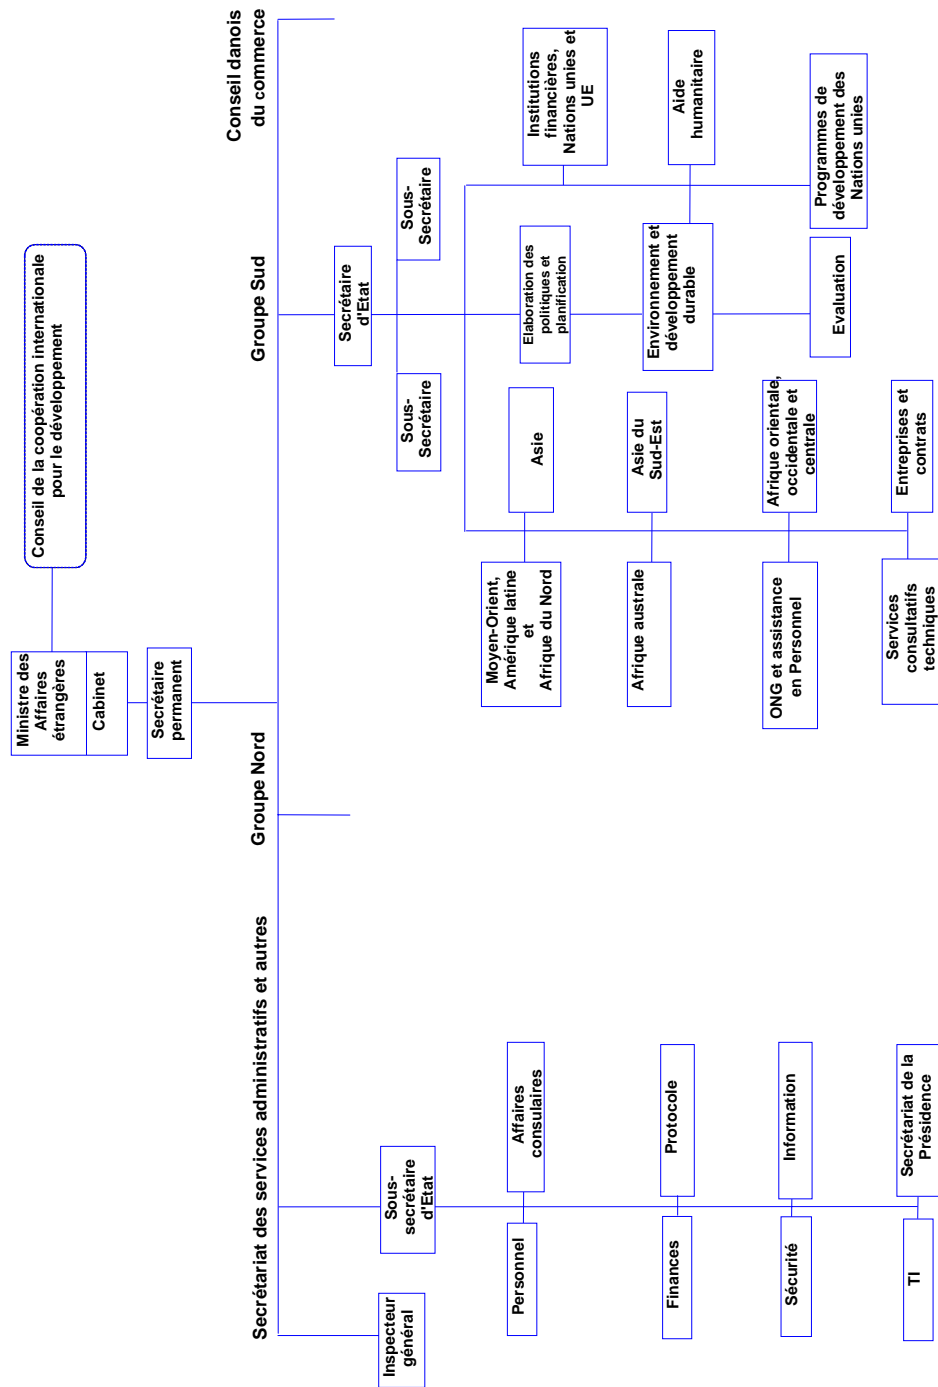 Ministre des
Affaires
étrangères
Cabinet
Conseil de la coopération internationale
pour le développement
Secrétaire
permanent
Secrétariat des services administratifs et autres
Groupe Nord
Groupe Sud
Conseil danois
du commerce
Inspecteur
général
Sous-
secrétaire
d'Etat
Personnel
Affaires
consulaires
Finances
Protocole
Sécurité
Information
TI
Secrétariat de la
Présidence
Secrétaire
d'Etat
Sous-
Secrétaire
Sous-
Secrétaire
Moyen-Orient,
Amérique latine
et
Afrique du Nord
Asie
Afrique australe
Asie du
Sud-Est
ONG et assistance
en Personnel
Afrique orientale,
occidentale et
centrale
Services
consultatifs
techniques
Entreprises et
contrats
Elaboration des
politiques et
planification
Environnement et
développement
durable
Evaluation
Institutions
financières,
Nations unies et
UE
Aide
humanitaire
Programmes de
développement des
Nations unies